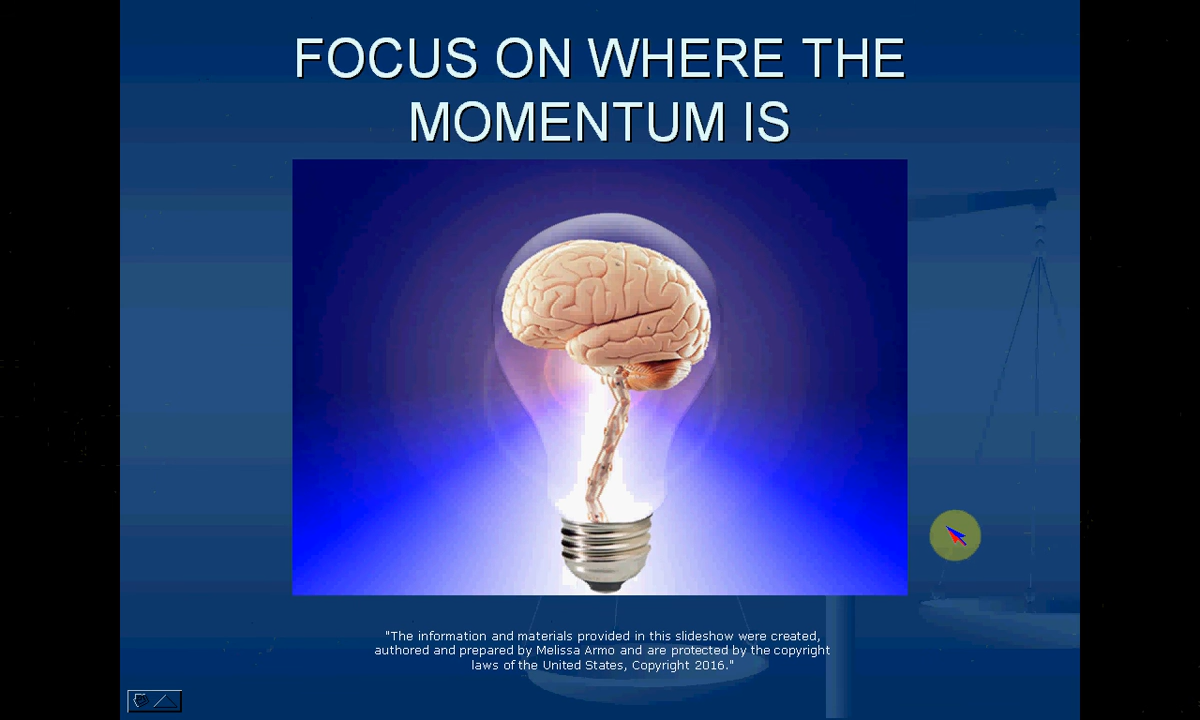 FOCUS ON WHERE THE
MOMENTUM IS
"The information and materials provided in this slideshow were created,
authored and prepared by Melissa Armo and are protected by the copyright
laws of the United States, Copyright 2016."